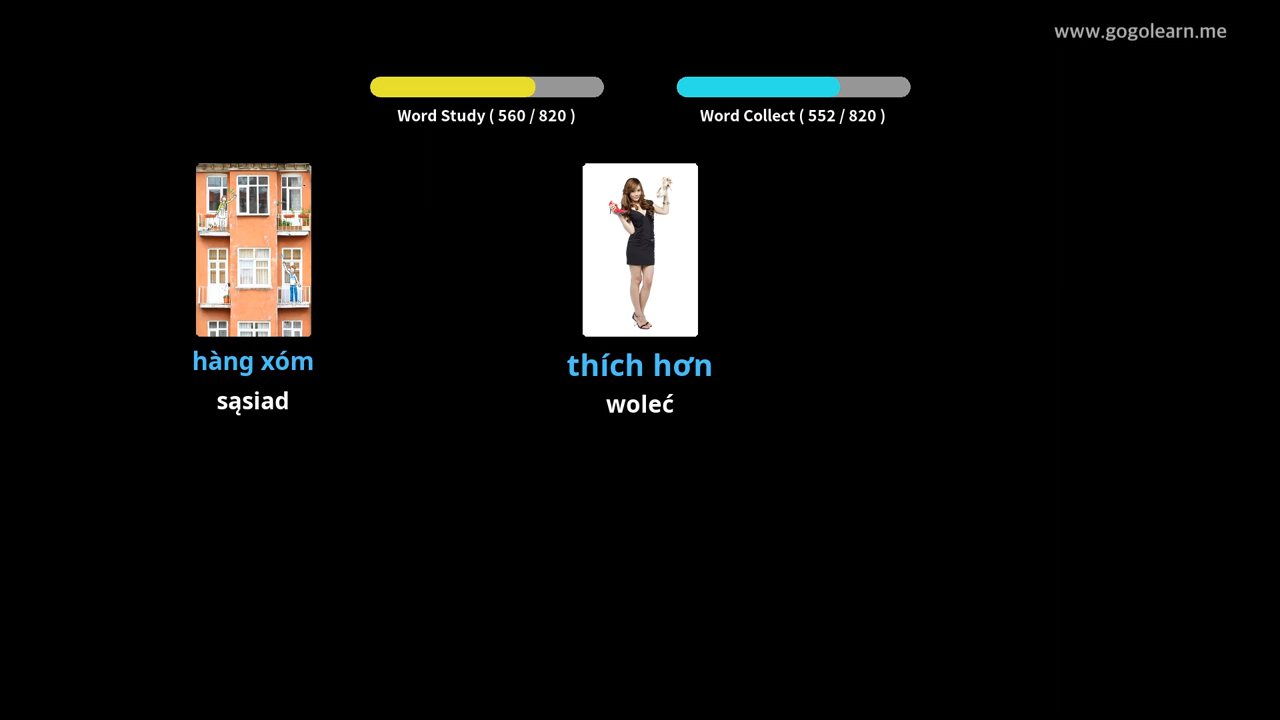 www.gogolearn.me
Word Study ( 560 / 820 )
Word Collect ( 552 / 820 )
hàng xóm
sąsiad
thích hơn
woleć